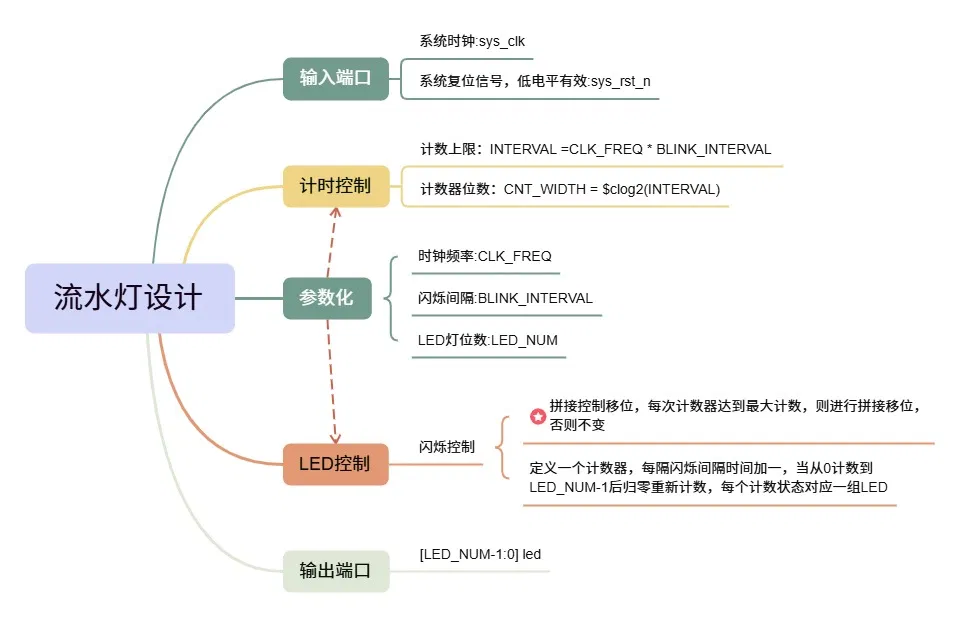 系统时钟:sys_clk
输入端口
系统复位信号，低电平有效:sys_rst_n
计数上限：INTERVAL =CLK_FREQ * BLINK_INTERVAL
计时控制
计数器位数：CNT_WIDTH = $clog2(INTERVAL)
时钟频率:CLK_FREQ
流水灯设计
参数化
闪烁间隔:BLINK_INTERVAL
LED灯位数:LED_NUM
拼接控制移位，每次计数器达到最大计数，则进行拼接移位，
否则不变
LED控制
闪烁控制
定义一个计数器，每隔闪烁间隔时间加一，当从0计数到
LED_NUM-1后归零重新计数，每个计数状态对应一组LED
输出端口
[LED_NUM-1:0] led